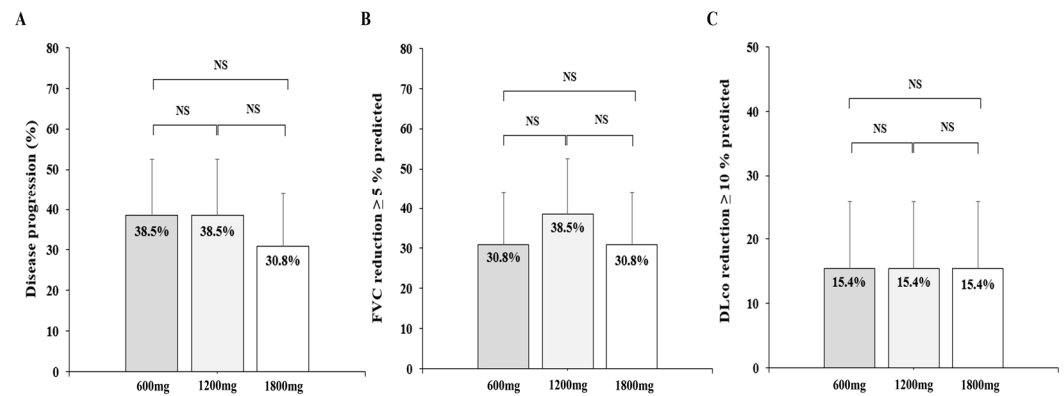 A
Disease progression (%)
80
70
60
50
40
30
20
10
0
NS
NS
NS
38.5%
38.5%
30.8%
600mg
1200mg
1800mg
B
FVC reduction ≥ 5 % predicted
80
70
60
50
40
30
20
10
0
NS
NS
NS
30.8%
38.5%
30.8%
600mg
1200mg
1800mg
C
DLco reduction ≥ 10 % predicted
50
40
30
20
10
0
NS
NS
NS
15.4%
15.4%
15.4%
600mg
1200mg
1800mg